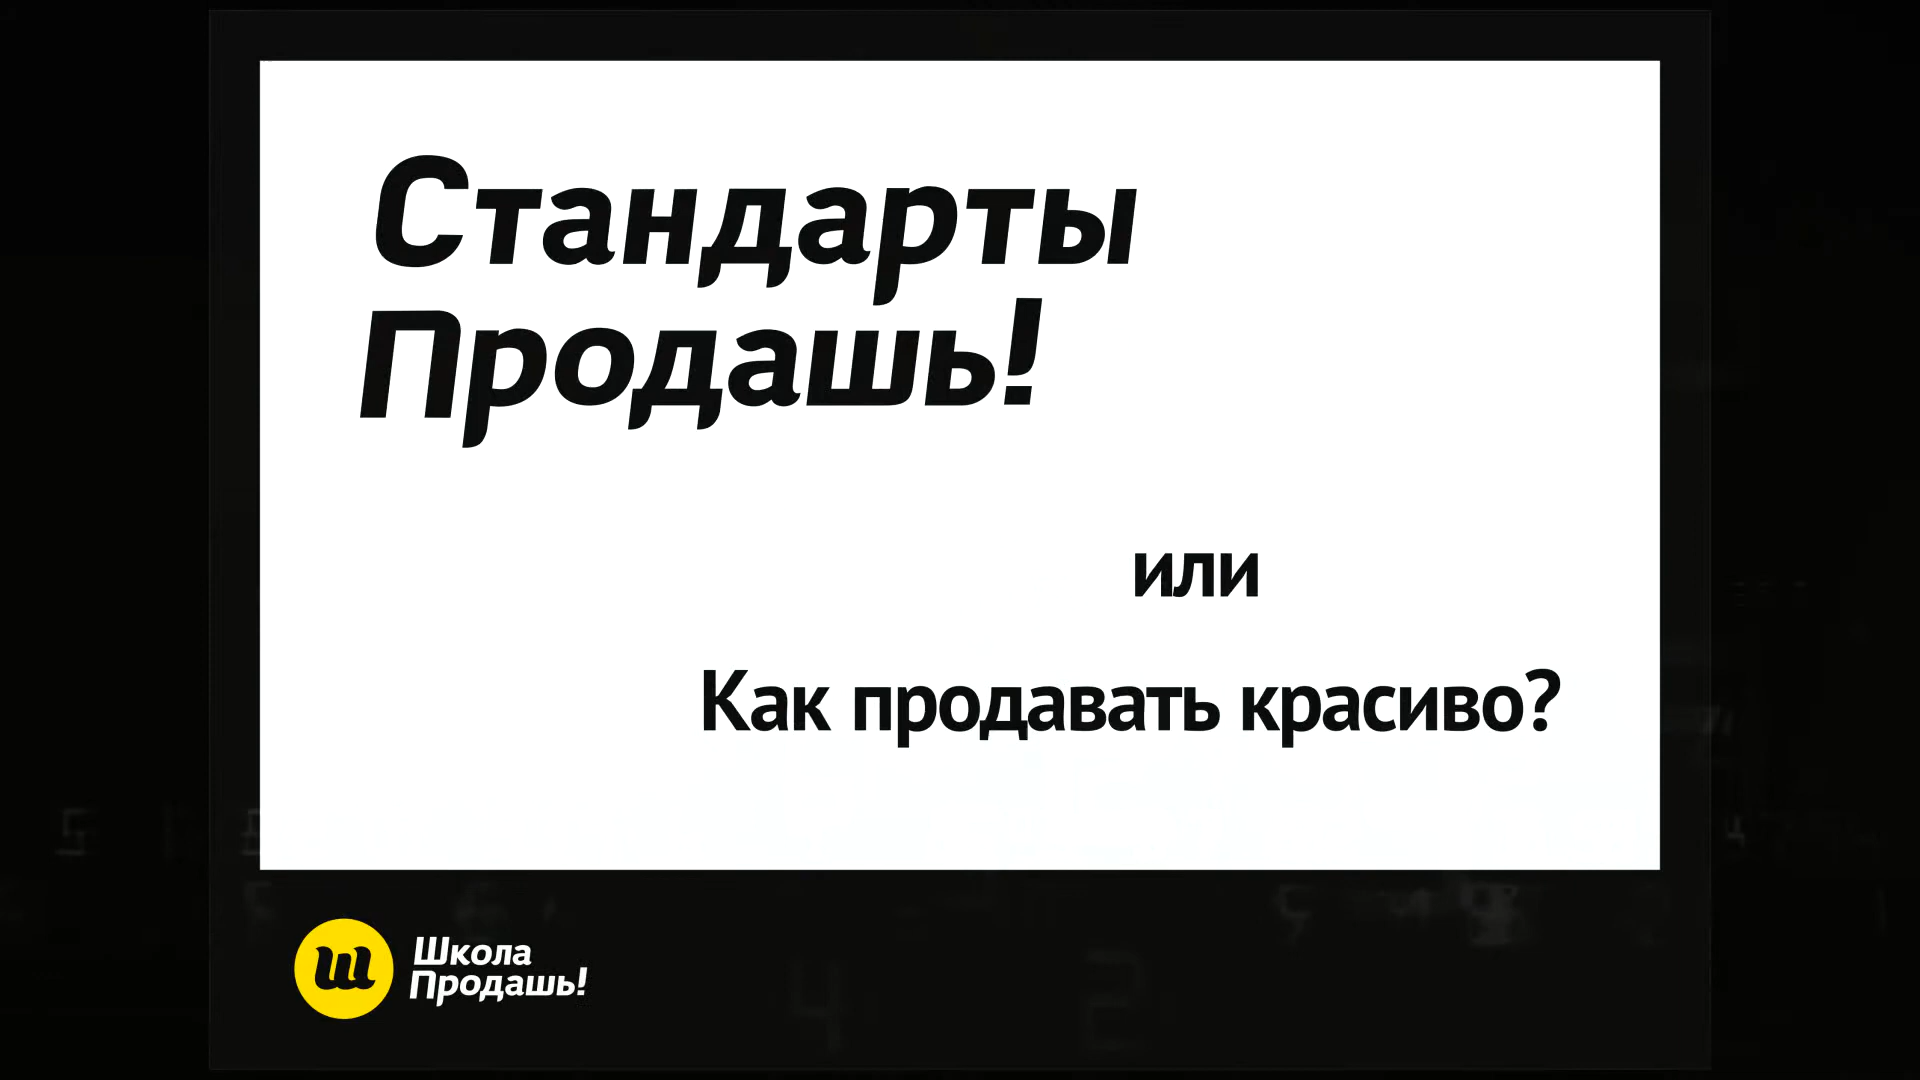 Стандарты
Продашь!
или
Как продавать красиво?
ш
Школа
Продашь!